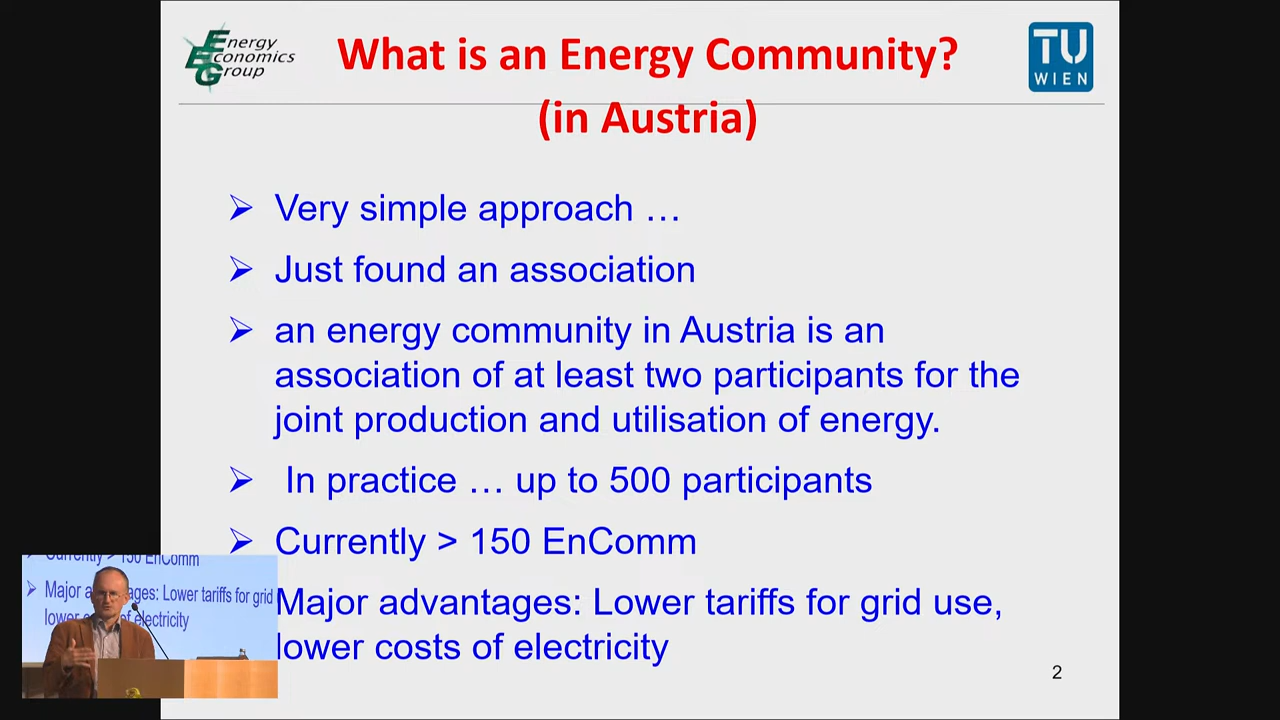 Energy
Economics
Group
What is an Energy Community?
(in Austria)
TU
WIEN
➢ Very simple approach …
➢ Just found an association
➢ an energy community in Austria is an
association of at least two participants for the
joint production and utilisation of energy.
➢ In practice … up to 500 participants
➢ Currently > 150 EnComm
Major advantages: Lower tariffs for grid use,
lower costs of electricity
2
Currently > 150 EnComm
➢ Major advantages: Lower tariffs for grid
lower of electricity